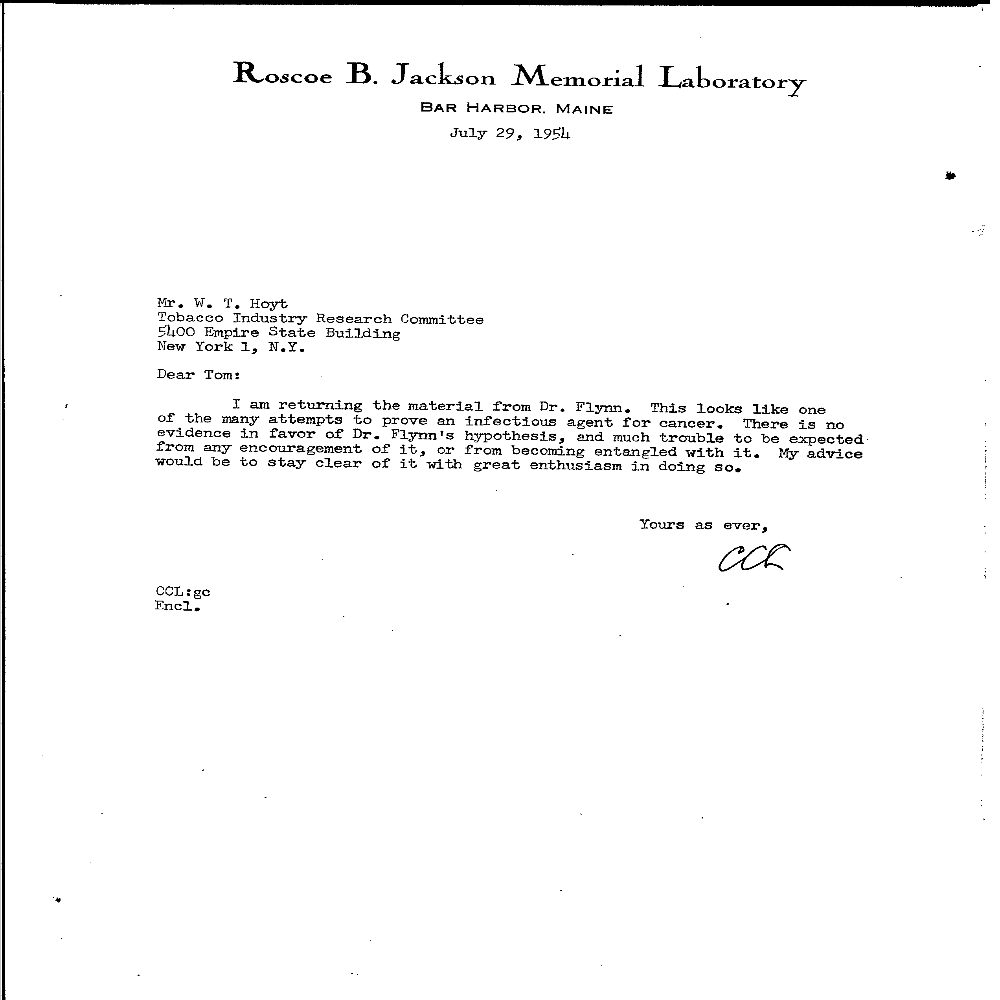 Roscoe B. Jackson Memorial Laboratory
BAR HARBOR, MAINE
July 29, 1954
Mr. W. T. Hoyt
Tobacco Industry Research Committee
5400 Empire State Building
New York 1, N.Y.
Dear Tom:
I am returning the material from Dr. Flynn. This looks like one
of the many attempts to prove an infectious agent for cancer. There is no
evidence in favor of Dr. Flynn's hypothesis, and much trouble to be expected
from any encouragement of it, or from becoming entangled with it. My advice
would be to stay clear of it with great enthusiasm in doing so.
Yours as ever,
CCL
CCL:gc
Encl.